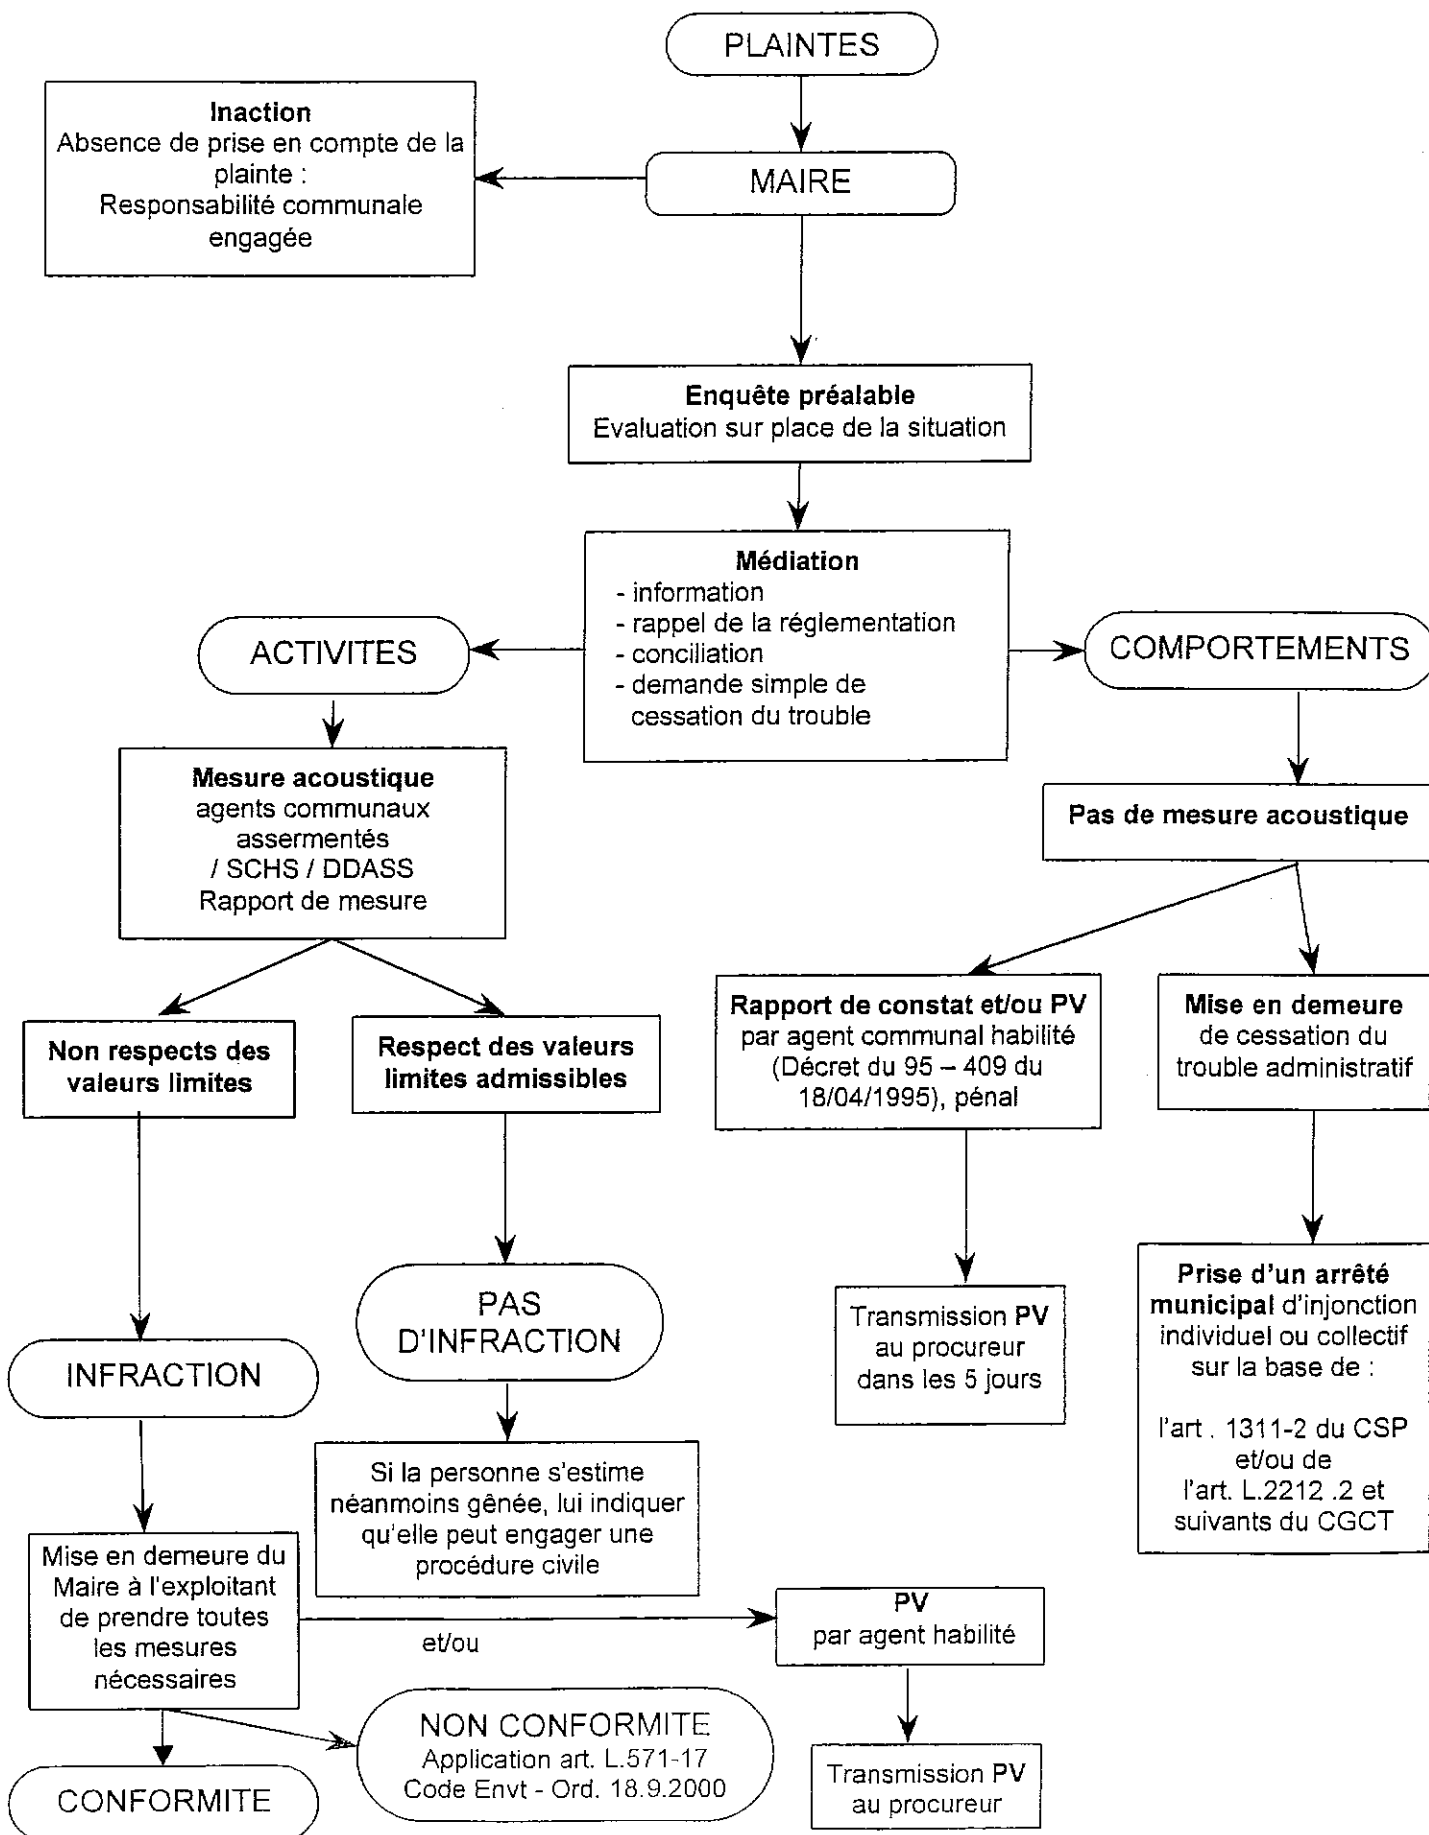 PLAINTES
Inaction
Absence de prise en compte de la
plainte :
Responsabilité communale
engagée
MAIRE
Enquête préalable
Evaluation sur place de la situation
Médiation
- information
- rappel de la réglementation
- conciliation
- demande simple de
cessation du trouble
ACTIVITES
COMPORTEMENTS
Mesure acoustique
agents communaux
assermentés
/ SCHS / DDASS
Rapport de mesure
Pas de mesure acoustique
Non respects des
valeurs limites
Respect des valeurs
limites admissibles
Rapport de constat et/ou PV
par agent communal habilité
(Décret du 95 – 409 du
18/04/1995), pénal
Mise en demeure
de cessation du
trouble administratif
INFRACTION
PAS
D'INFRACTION
Transmission PV
au procureur
dans les 5 jours
Prise d'un arrêté
municipal d'injonction
individuel ou collectif
sur la base de :
l'art . 1311-2 du CSP
et/ou de
l'art. L.2212 .2 et
suivants du CGCT
Si la personne s'estime
néanmoins gênée, lui indiquer
qu'elle peut engager une
procédure civile
Mise en demeure du
Maire à l'exploitant
de prendre toutes
les mesures
nécessaires
et/ou
PV
par agent habilité
NON CONFORMITE
Application art. L.571-17
Code Envt - Ord. 18.9.2000
CONFORMITE
Transmission PV
au procureur